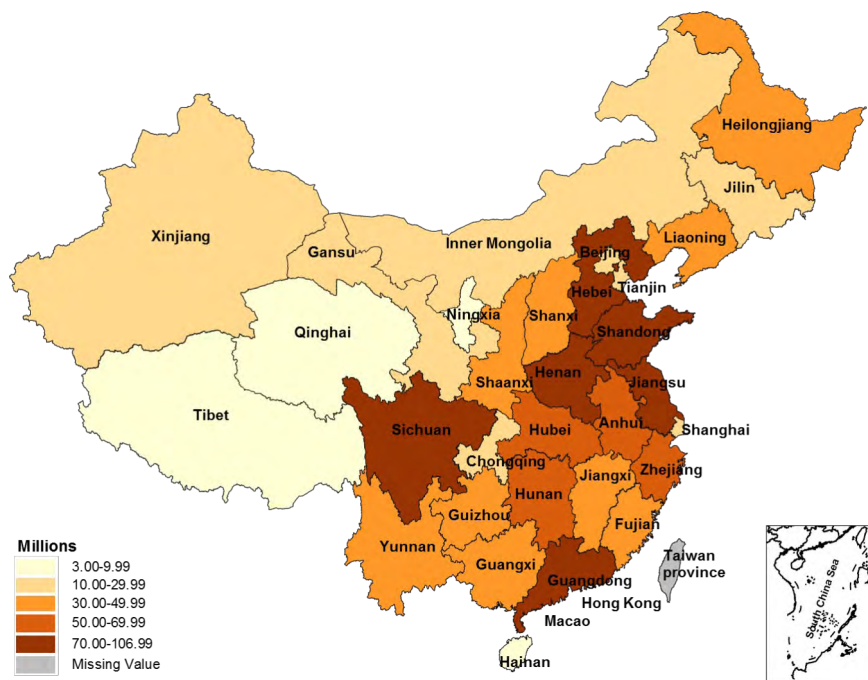 Heilongjiang
Jilin
Xinjiang
Inner Mongolia
Liaoning
Gansu
Beijing
Tianjin
Hebei
Ningxia
Shanxi
Qinghai
Shandong
Henan
Shaanxi
Jiangsu
Tibet
Sichuan
Hubei
Anhui
Shanghai
Chongqing
Zhejiang
Jiangxi
Hunan
Guizhou
Fujian
Yunnan
Guangxi
Taiwan
province
Guangdong
Hong Kong
Macao
Hainan
Millions
3.00-9.99
10.00-29.99
30.00-49.99
50.00-69.99
70.00-106.99
Missing Value
South China Sea